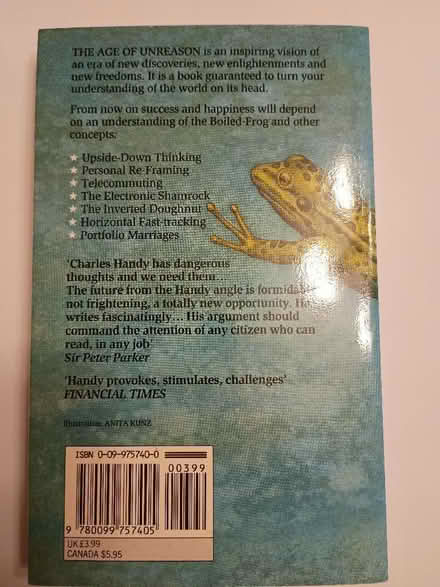 THE AGE OF UNREASON is an inspiring vision of
an era of new discoveries, new enlightenments and
new freedoms. It is a book guaranteed to turn your
understanding of the world on its head.
From now on success and happiness will depend
on an understanding of the Boiled-Frog and other
concepts:
★ Upside-Down Thinking
★ Personal Re-Framing
★ Telecommuting
★ The Electronic Shamrock
★ The Inverted Doughnut
★ Horizontal Fast-tracking
★ Portfolio Marriages
'Charles Handy has dangerous
thoughts and we need them...
The future from the Handy angle is formidable
not frightening, a totally new opportunity. He
writes fascinatingly... His argument should
command the attention of any citizen who can
read, in any job'
Sir Peter Parker
'Handy provokes, stimulates, challenges'
FINANCIAL TIMES
Illustration: ANITA KUNZ
ISBN 0-09-975740-0
00399
9 780099 757405
UK £3.99
CANADA $5.95